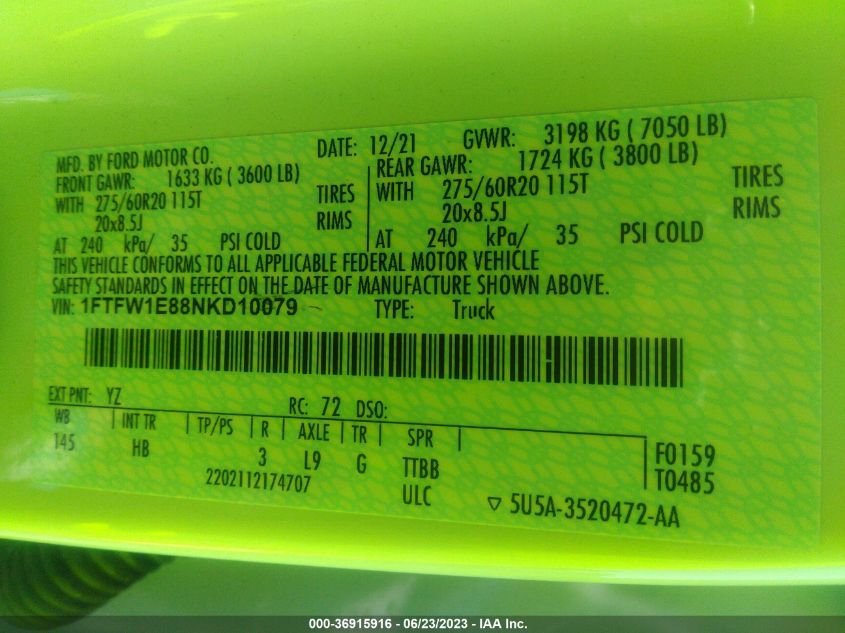 MFD. BY FORD MOTOR CO. DATE: 12/21 GVWR: 3198 KG ( 7050 LB)
FRONT GAWR: 1633 KG ( 3600 LB) REAR GAWR: 1724 KG ( 3800 LB)
WITH 275/60R20 115T TIRES WITH 275/60R20 115T TIRES
20x8.5J RIMS 20x8.5J RIMS
AT 240 kPa/ 35 PSI COLD AT 240 kPa/ 35 PSI COLD
THIS VEHICLE CONFORMS TO ALL APPLICABLE FEDERAL MOTOR VEHICLE
SAFETY STANDARDS IN EFFECT ON THE DATE OF MANUFACTURE SHOWN ABOVE.
VIN: 1FTFW1E88NKD10079 TYPE: Truck
EXT PNT: YZ RC: 72 DSO:
WB INT TR TP/PS R AXLE TR SPR
145 HB 3 L9 G TTBB F0159
2202112174707 ULC T0485
▽ 5U5A-3520472-AA
000-36915916 - 06/23/2023 - IAA Inc.